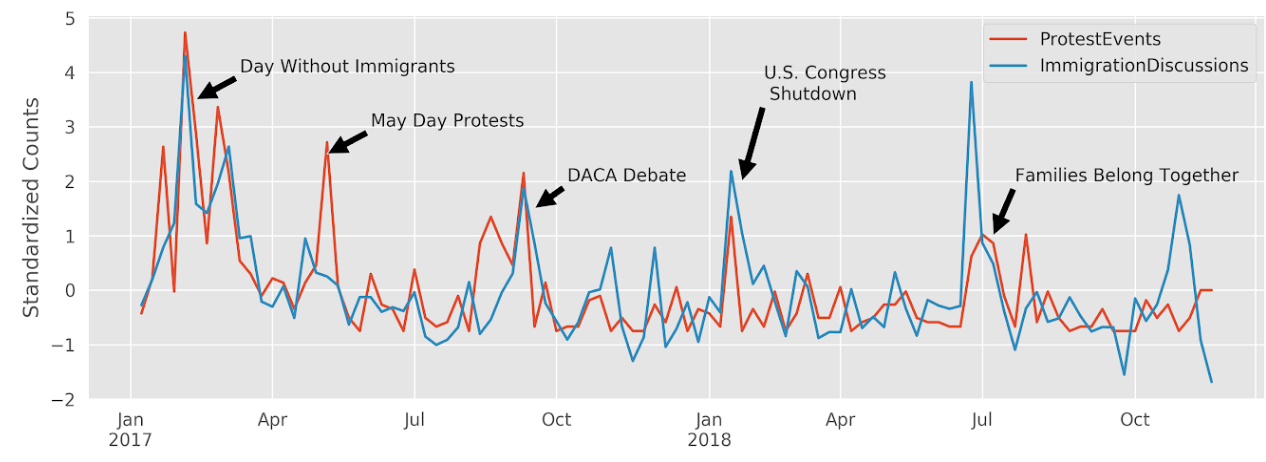 5
4
3
2
1
0
−1
−2
Standardized Counts
ProtestEvents
ImmigrationDiscussions
Day Without Immigrants
May Day Protests
DACA Debate
U.S. Congress
Shutdown
Families Belong Together
Jan
2017
Apr
Jul
Oct
Jan
2018
Apr
Jul
Oct